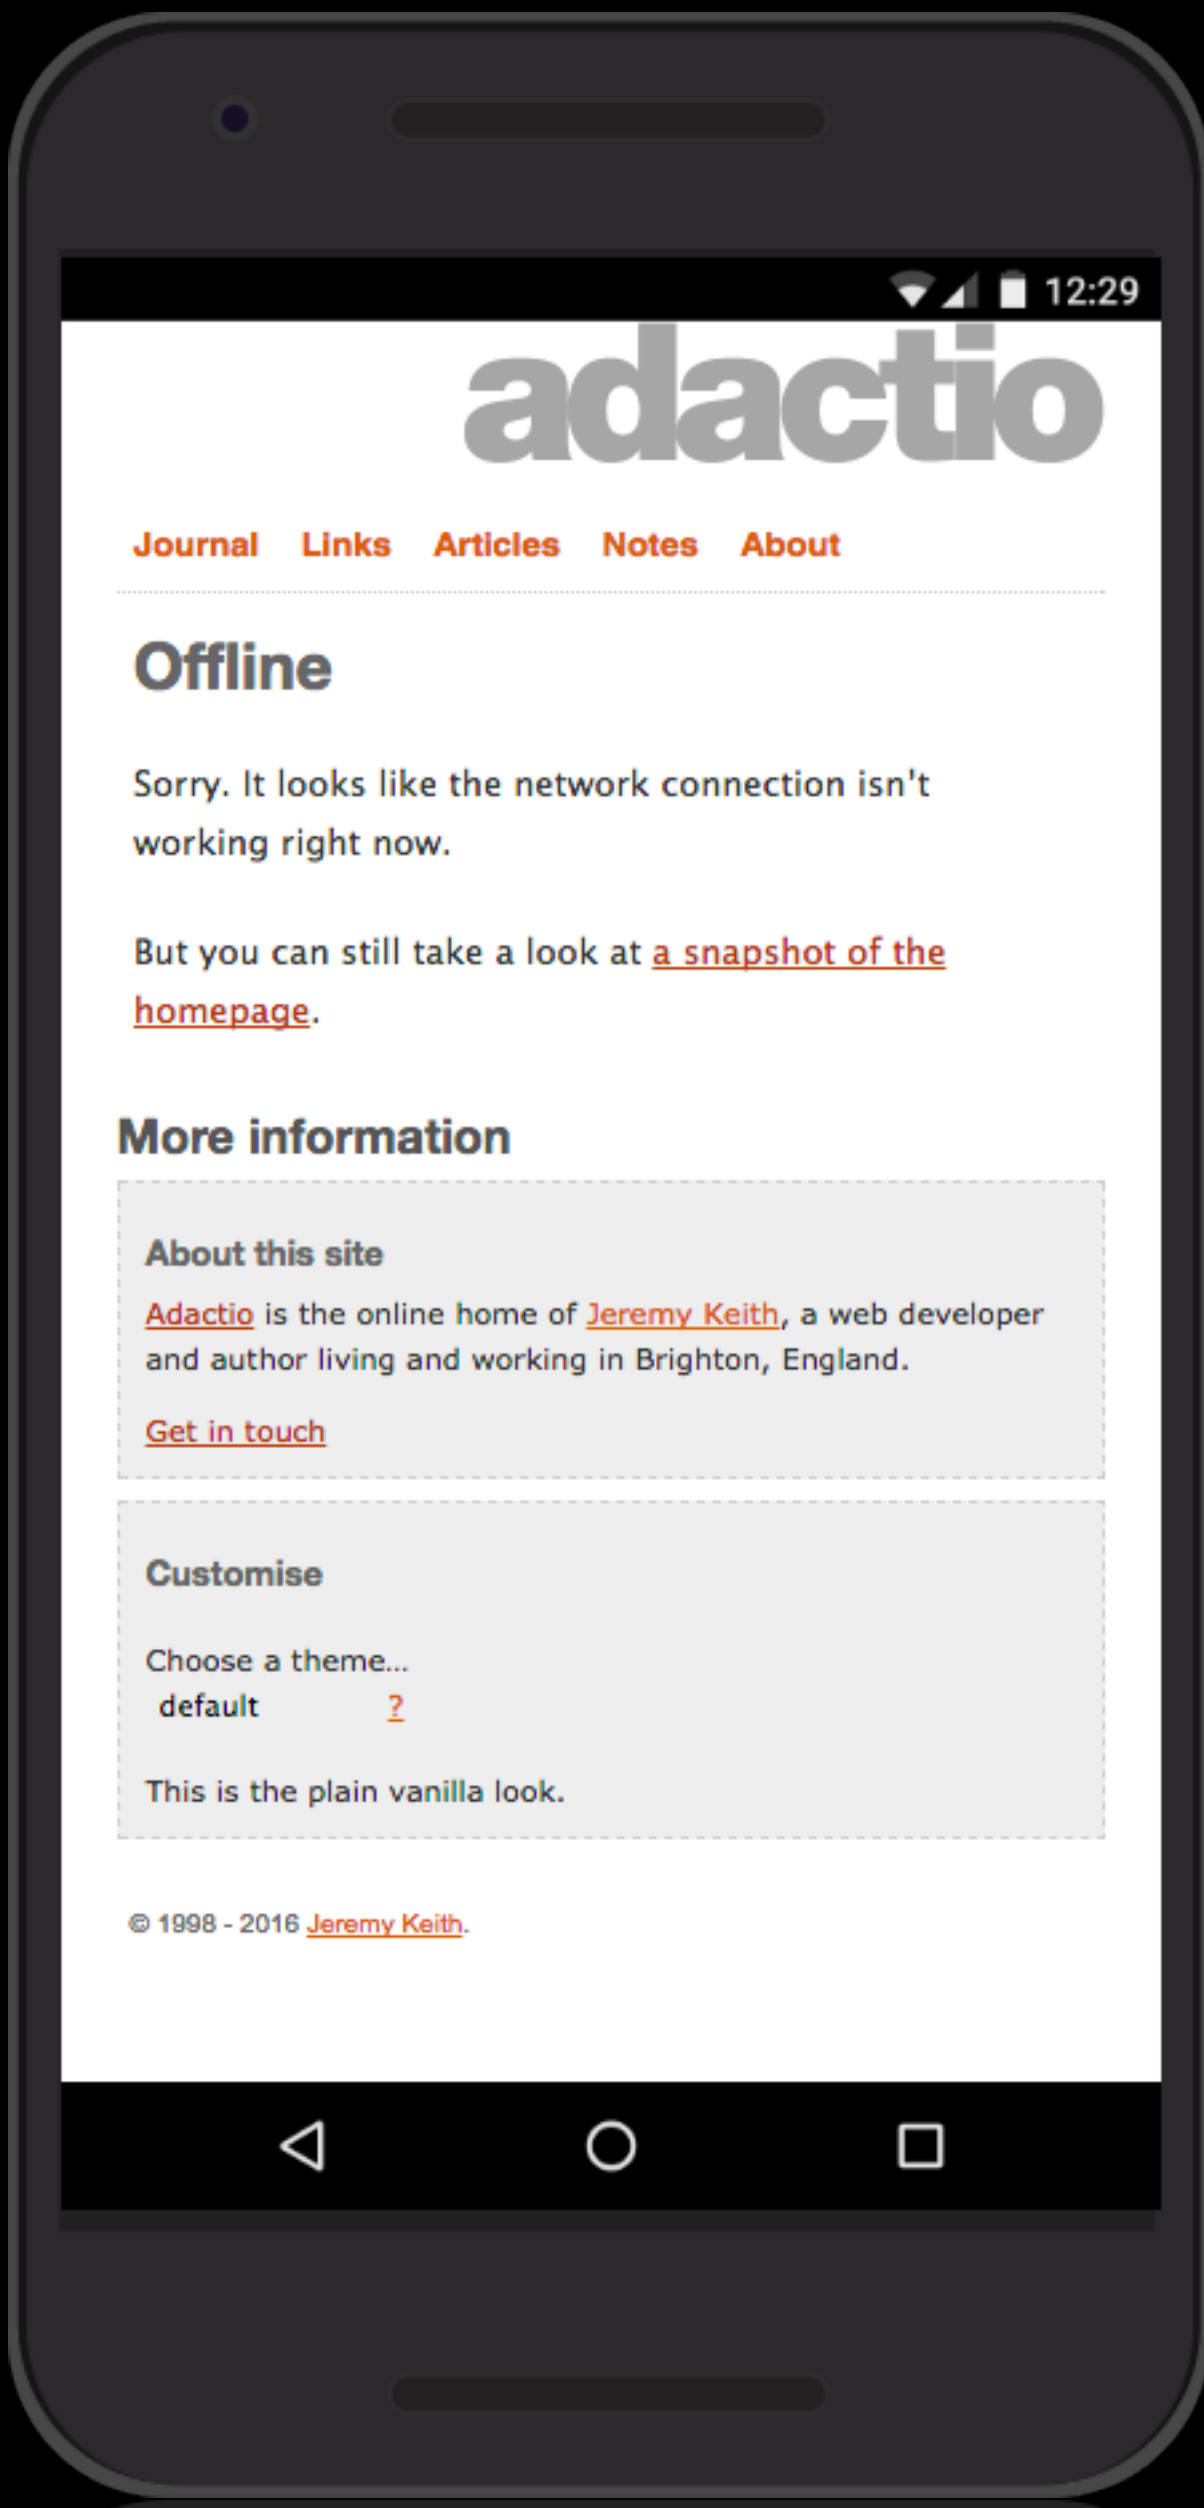 12:29
adactio
Journal Links Articles Notes About
Offline
Sorry. It looks like the network connection isn't
working right now.
But you can still take a look at a snapshot of the
homepage.
More information
About this site
Adactio is the online home of Jeremy Keith, a web developer
and author living and working in Brighton, England.
Get in touch
Customise
Choose a theme...
default ?
This is the plain vanilla look.
© 1998 - 2016 Jeremy Keith.